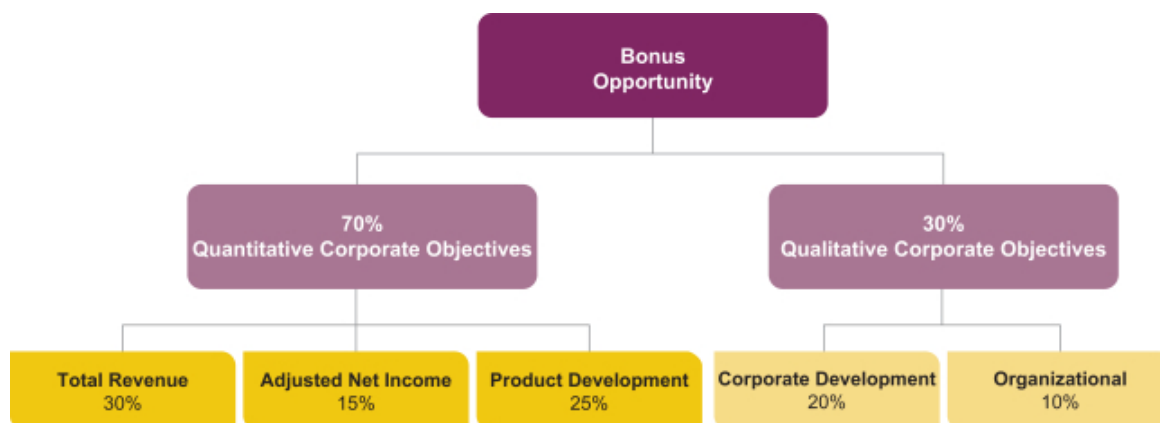 Bonus
Opportunity
70%
Quantitative Corporate Objectives
30%
Qualitative Corporate Objectives
Total Revenue
30%
Adjusted Net Income
15%
Product Development
25%
Corporate Development
20%
Organizational
10%